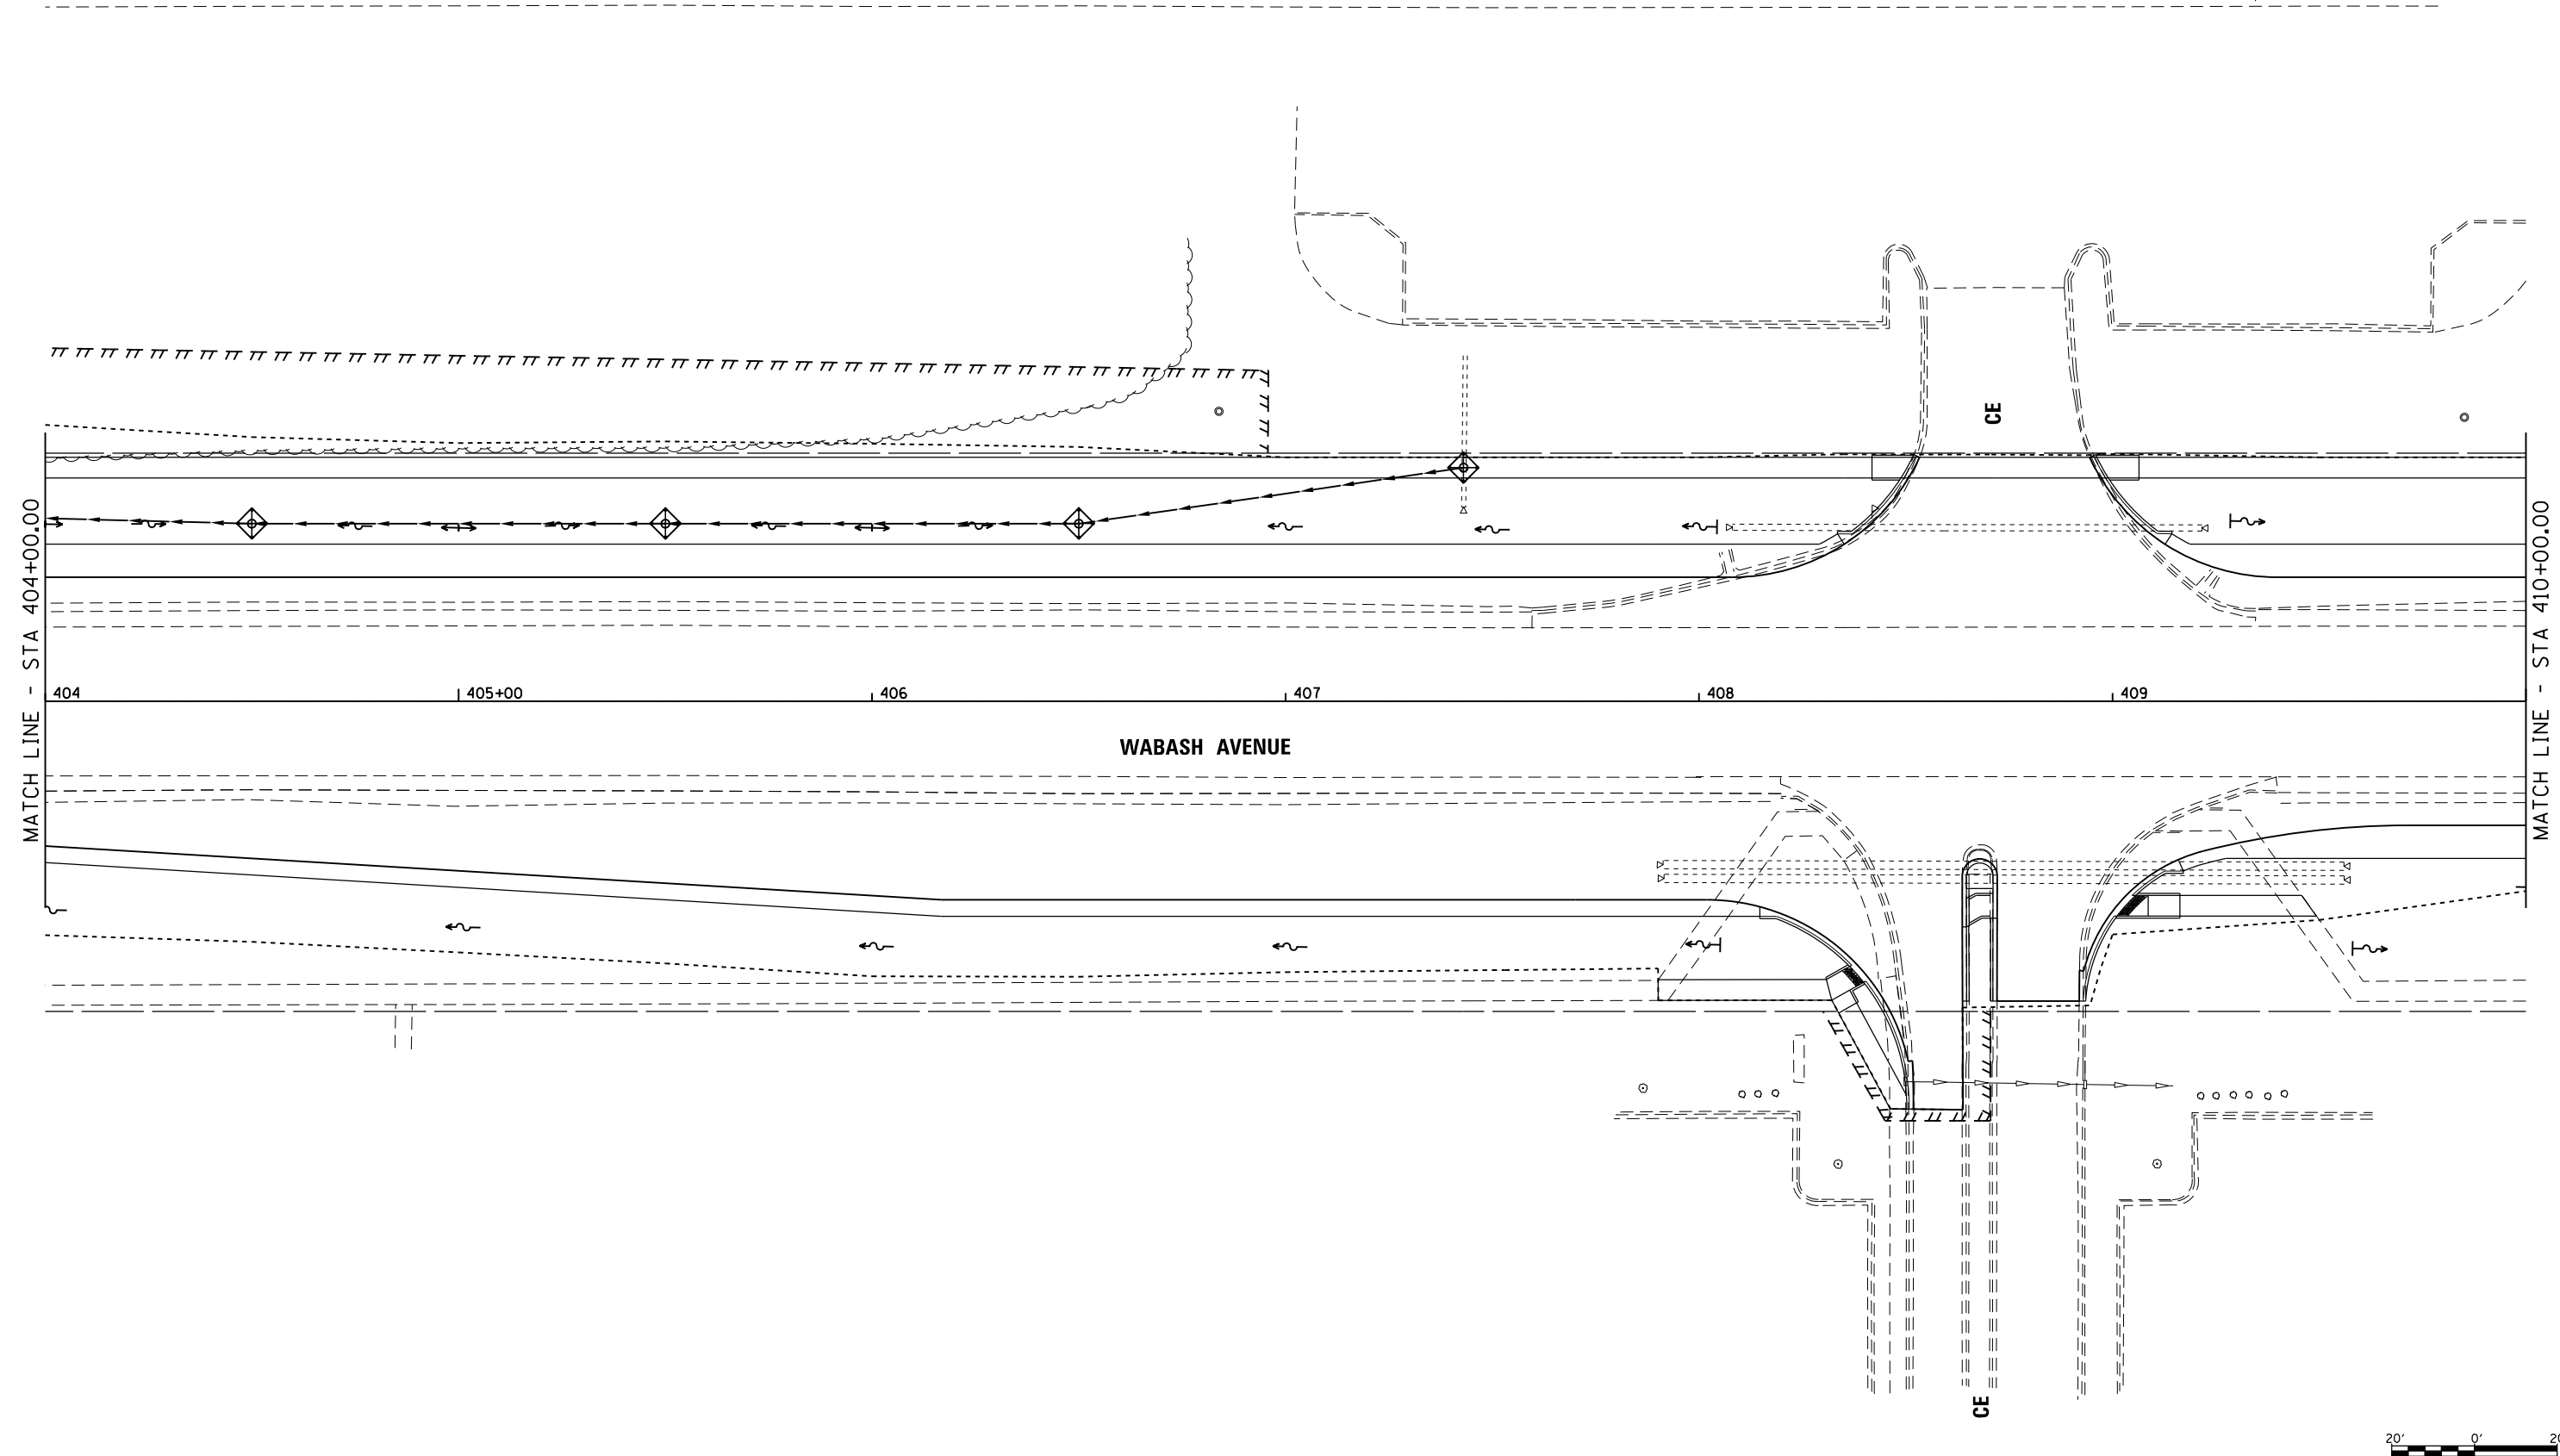 CE
MATCH LINE - STA 404+00.00
MATCH LINE - STA 410+00.00
404 405+00 406 407 408 409
WABASH AVENUE
CE
20' 0'